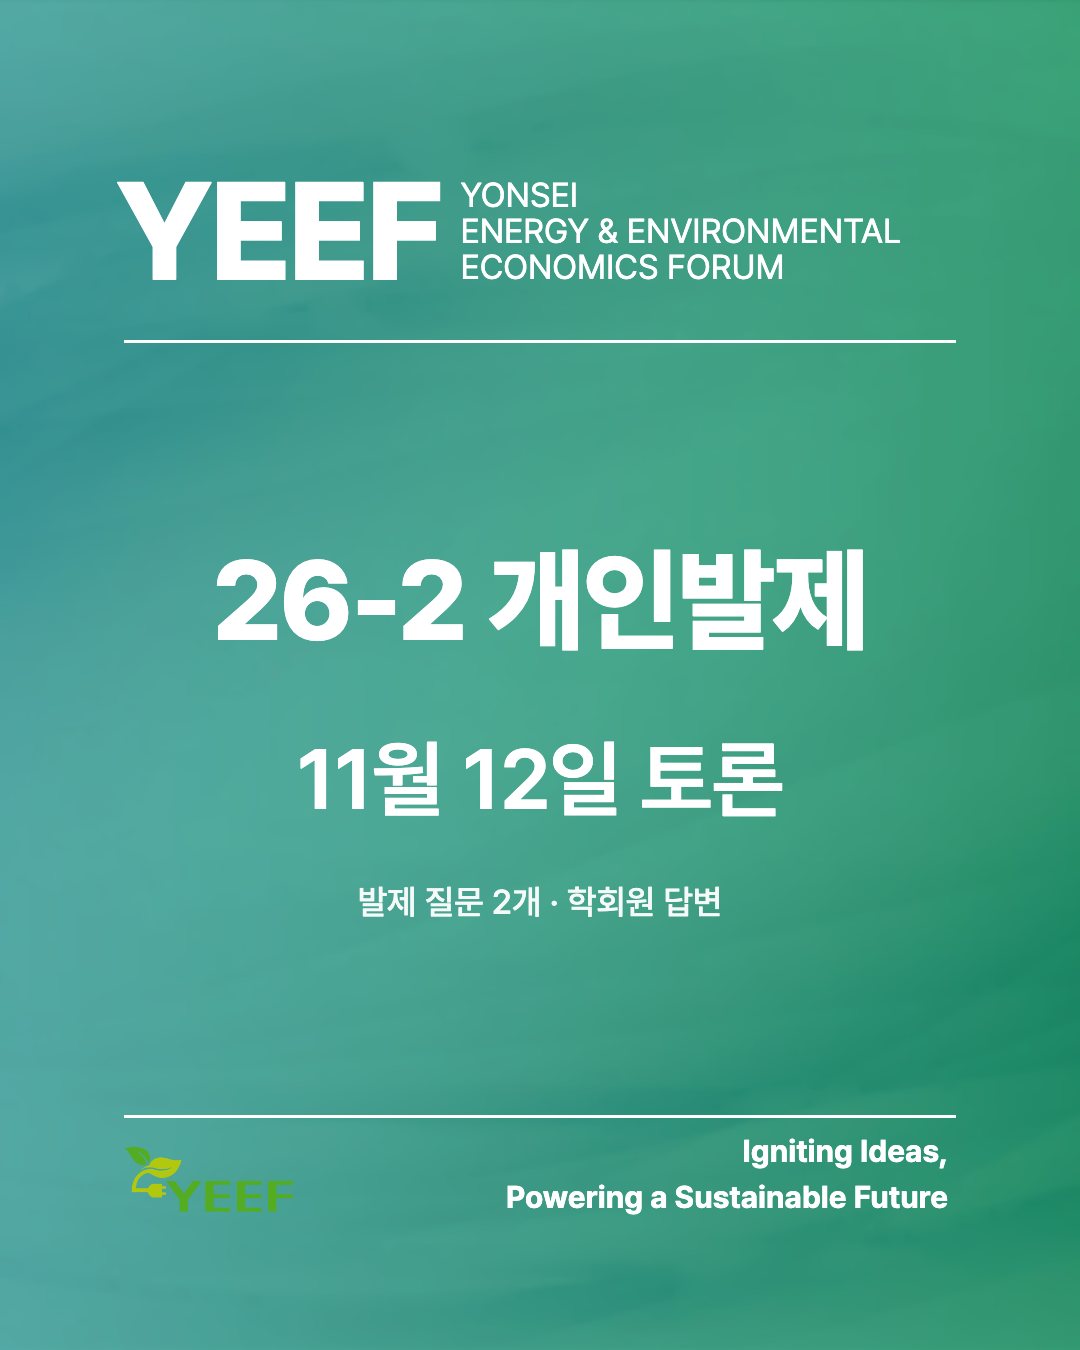 YEEF
YONSEI
ENERGY & ENVIRONMENTAL
ECONOMICS FORUM
26-2 개인발제
11월 12일 토론
발제 질문 2개 · 학회원 답변
YEEF
Igniting Ideas,
Powering a Sustainable Future